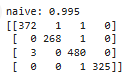 naive: 0.995
[[372   1   1   0]
 [  0 268   1   0]
 [  3   0 480   0]
 [  0   0   1 325]]